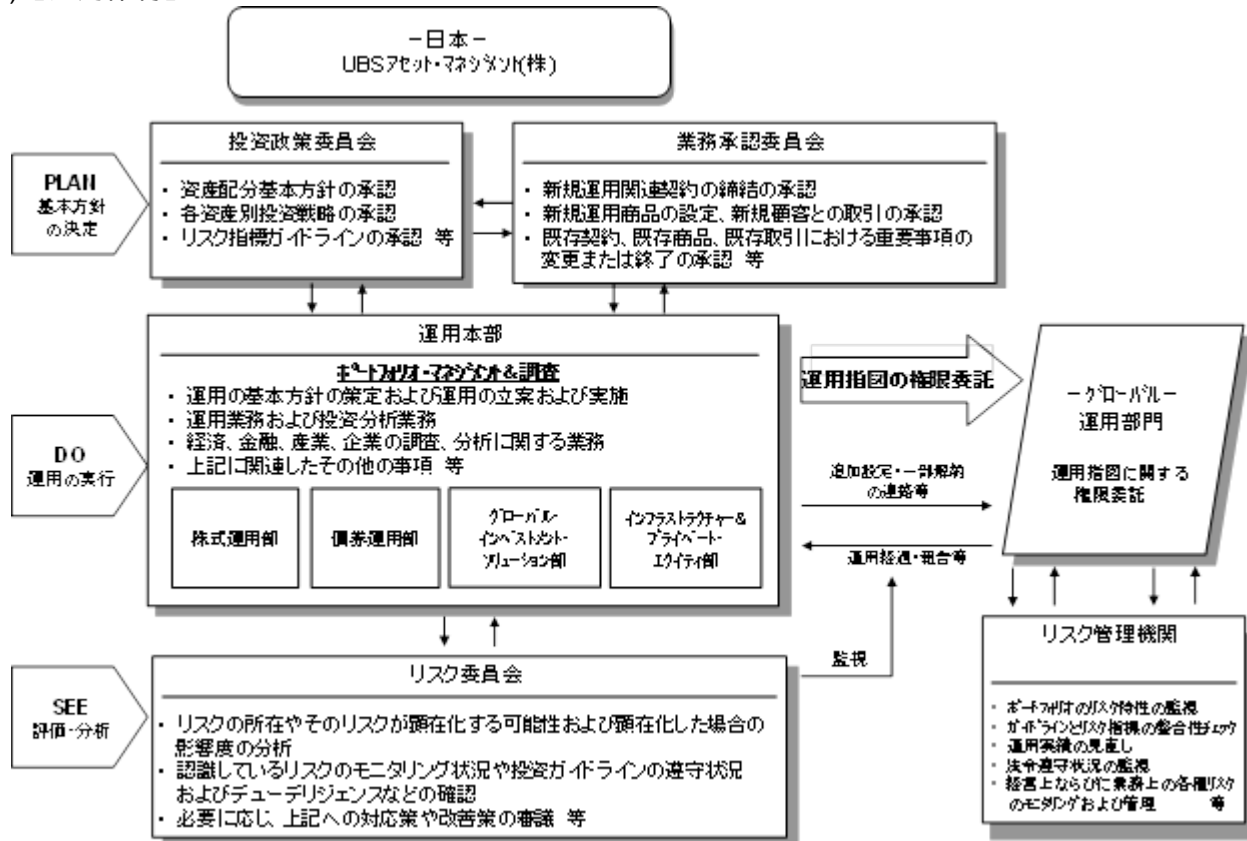 －日本－
UBSアセット・マネジメント(株)
PLAN
基本方針
の決定
投資政策委員会
・ 資産配分基本方針の承認
・ 各資産別投資戦略の承認
・ リスク指標ガイドラインの承認 等
業務承認委員会
・ 新規運用関連契約の締結の承認
・ 新規運用商品の設定、新規顧客との取引の承認
・ 既存契約、既存商品、既存取引における重要事項の
変更または終了の承認 等
DO
運用の実行
運用本部
ポートフォリオ・マネジメント＆調査
・ 運用の基本方針の策定および運用の立案および実施
・ 運用業務および投資分析業務
・ 経済、金融、産業、企業の調査、分析に関する業務
・ 上記に関連したその他の事項 等
株式運用部
債券運用部
グローバル・
インベストメント・
ソリューション部
インフラストラクチャー＆
プライベート・
エクイティ部
運用指図の権限委託
追加設定・一部解約
の連絡等
運用経過・報告等
監視
－グローバル－
運用部門
運用指図に関する
権限委託
SEE
評価・分析
リスク委員会
・ リスクの所在やそのリスクが顕在化する可能性および顕在化した場合の
影響度の分析
・ 認識しているリスクのモニタリング状況や投資ガイドラインの遵守状況
およびデューデリジェンスなどの確認
・ 必要に応じ、上記への対応策や改善策の審議 等
リスク管理機関
・ ポートフォリオのリスク特性の監視
・ ガイドラインとリスク指標の整合性チェック
・ 運用実績の見直し
・ 法令遵守状況の監視
・ 経営上ならびに業務上の各種リスク
のモニタリングおよび管理 等